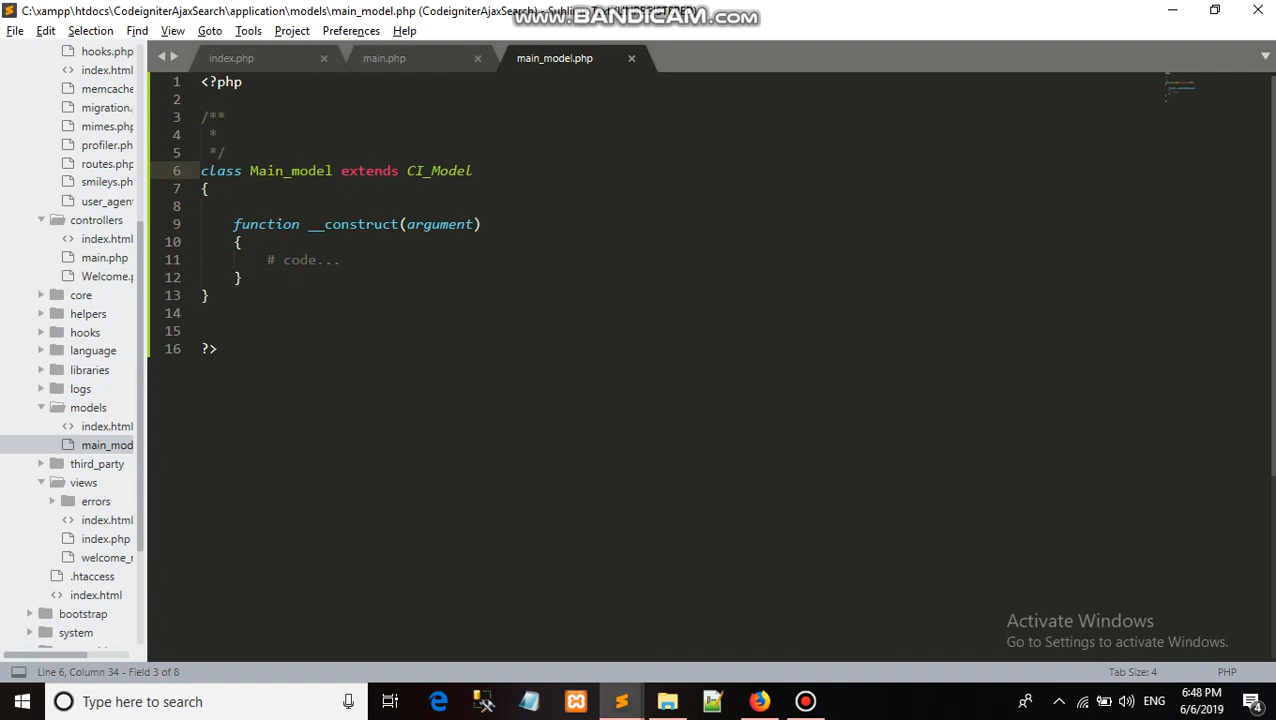 C:\xampp\htdocs\CodeigniterAjaxSearch\application\models\main_model.php (CodeigniterAjaxSearch) - Sublime
www.BANDICAM.com
File Edit Selection Find View Goto Tools Project Preferences Help
index.php main.php main_model.php
hooks.php
index.html
memcache
migration.
mimes.php
profiler.ph
routes.php
smileys.ph
user_agen
controllers
index.html
main.php
Welcome.p
core
helpers
hooks
language
libraries
logs
models
index.html
main_mod
third_party
views
errors
index.html
index.php
welcome_r
.htaccess
index.html
bootstrap
system
1 <?php
2
3 /**
4 *
5 */
6 class Main_model extends CI_Model
7 {
8
9 function __construct(argument)
10 {
11 # code...
12 }
13 }
14
15
16 ?>
Activate Windows
Go to Settings to activate Windows.
Line 6, Column 34 - Field 3 of 8 Tab Size: 4 PHP
Type here to search
ENG
6:48 PM
6/6/2019
4